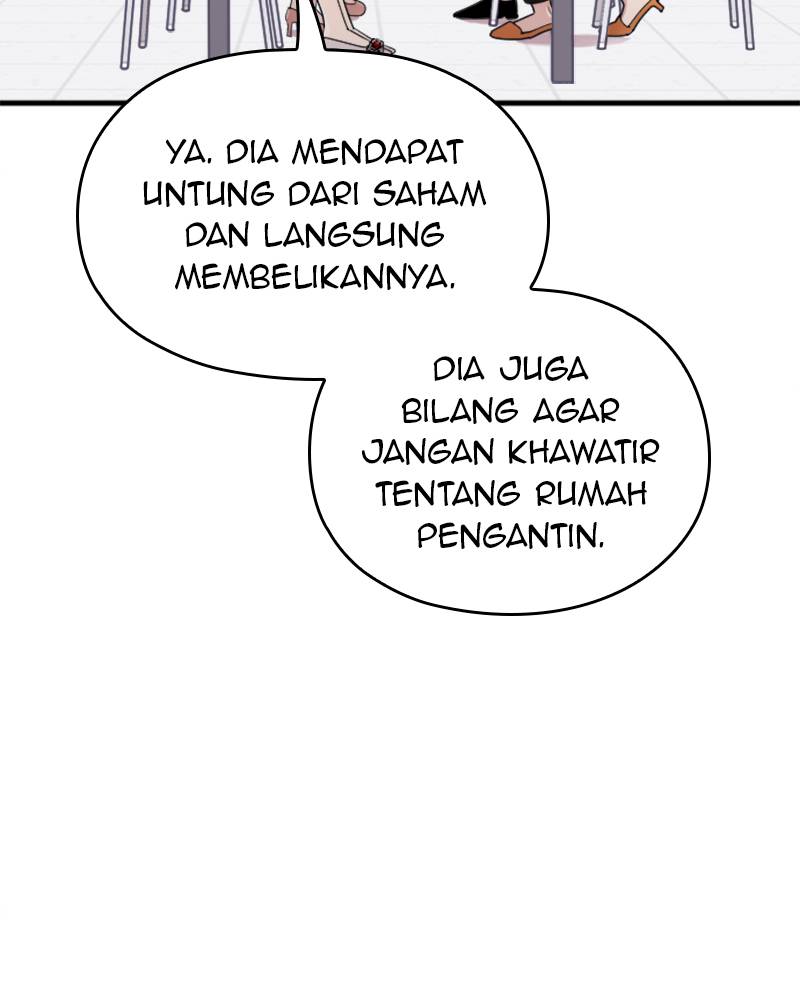 YA. DIA MENDAPAT
UNTUNG DARI SAHAM
DAN LANGSUNG
MEMBELIKANNYA.
DIA JUGA
BILANG AGAR
JANGAN KHAWATIR
TENTANG RUMAH
PENGANTIN.